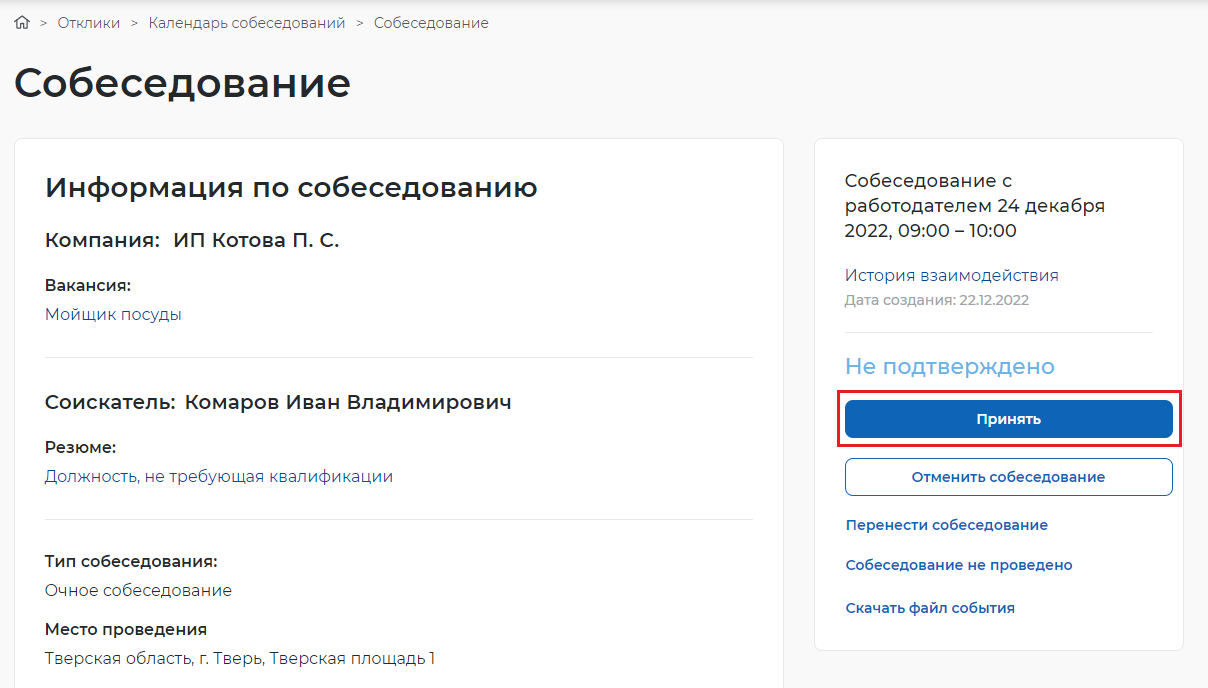 > Отклики > Календарь собеседований > Собеседование
Собеседование
Информация по собеседованию
Компания: ИП Котова П. С.
Вакансия:
Мойщик посуды
Соискатель: Комаров Иван Владимирович
Резюме:
Должность, не требующая квалификации
Тип собеседования:
Очное собеседование
Место проведения
Тверская область, г. Тверь, Тверская площадь 1
Собеседование с
работодателем 24 декабря
2022, 09:00 – 10:00
История взаимодействия
Дата создания: 22.12.2022
Не подтверждено
Принять
Отменить собеседование
Перенести собеседование
Собеседование не проведено
Скачать файл события